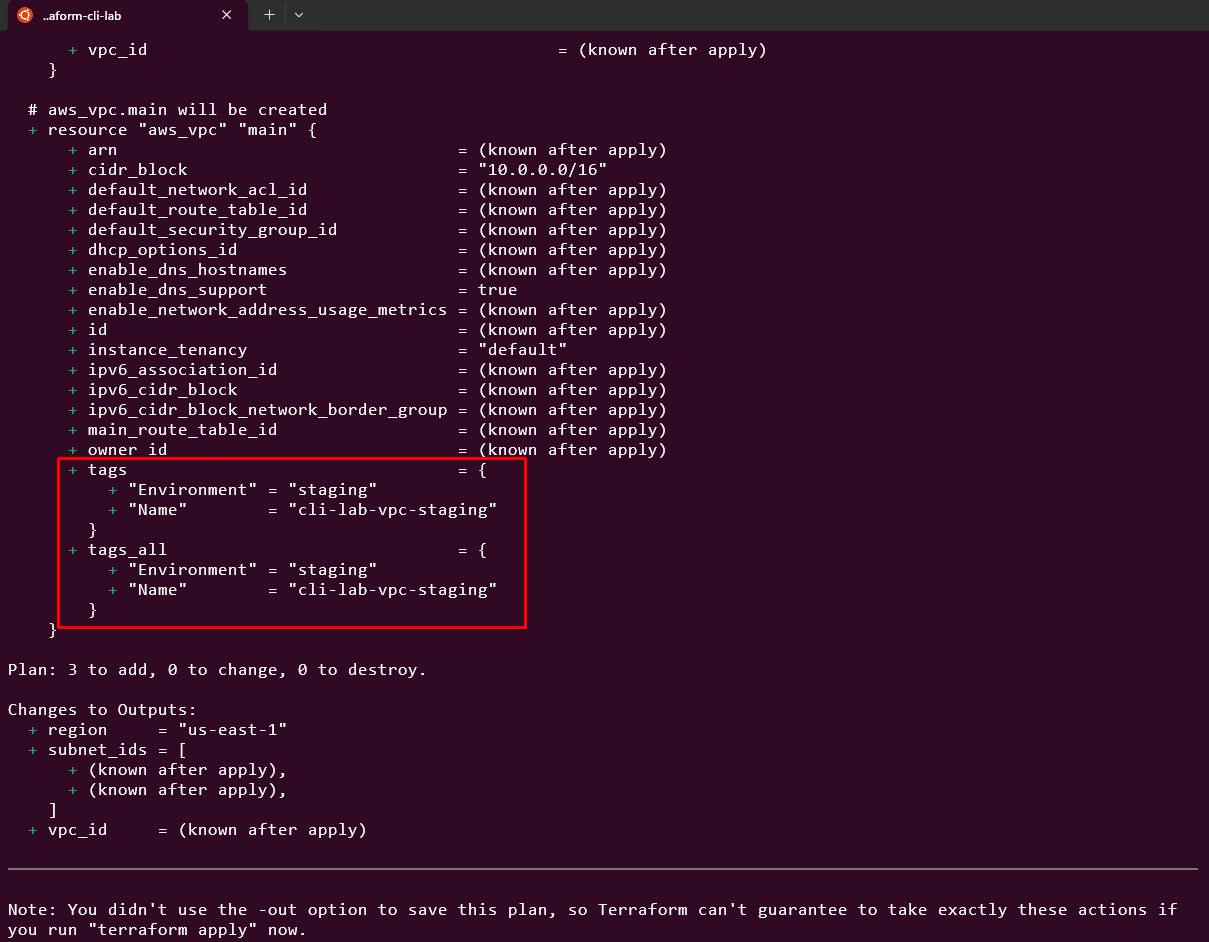 ..aform-cli-lab
+ vpc_id = (known after apply)
}
# aws_vpc.main will be created
+ resource "aws_vpc" "main" {
+ arn = (known after apply)
+ cidr_block = "10.0.0.0/16"
+ default_network_acl_id = (known after apply)
+ default_route_table_id = (known after apply)
+ default_security_group_id = (known after apply)
+ dhcp_options_id = (known after apply)
+ enable_dns_hostnames = (known after apply)
+ enable_dns_support = true
+ enable_network_address_usage_metrics = (known after apply)
+ id = (known after apply)
+ instance_tenancy = "default"
+ ipv6_association_id = (known after apply)
+ ipv6_cidr_block = (known after apply)
+ ipv6_cidr_block_network_border_group = (known after apply)
+ main_route_table_id = (known after apply)
+ owner_id = (known after apply)
+ tags = {
+ "Environment" = "staging"
+ "Name" = "cli-lab-vpc-staging"
}
+ tags_all = {
+ "Environment" = "staging"
+ "Name" = "cli-lab-vpc-staging"
}
}
Plan: 3 to add, 0 to change, 0 to destroy.
Changes to Outputs:
+ region = "us-east-1"
+ subnet_ids = [
+ (known after apply),
+ (known after apply),
]
+ vpc_id = (known after apply)
Note: You didn't use the -out option to save this plan, so Terraform can't guarantee to take exactly these actions if
you run "terraform apply" now.